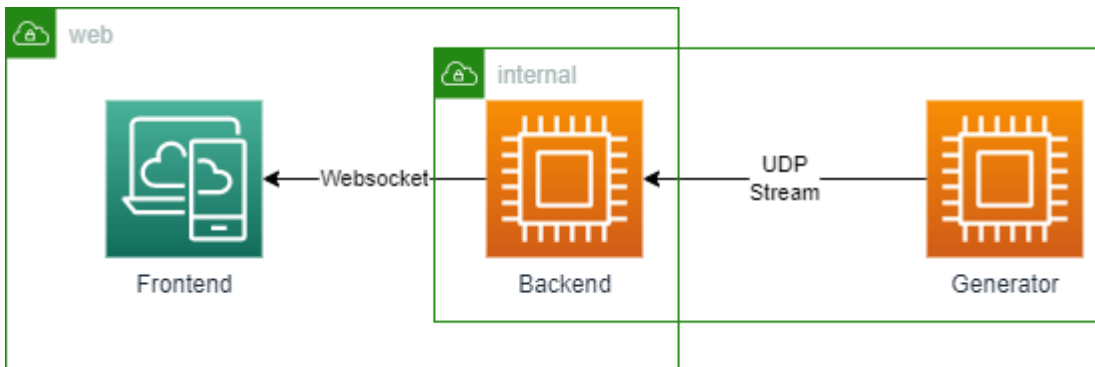 web
internal
Websocket
UDP
Stream
Frontend
Backend
Generator